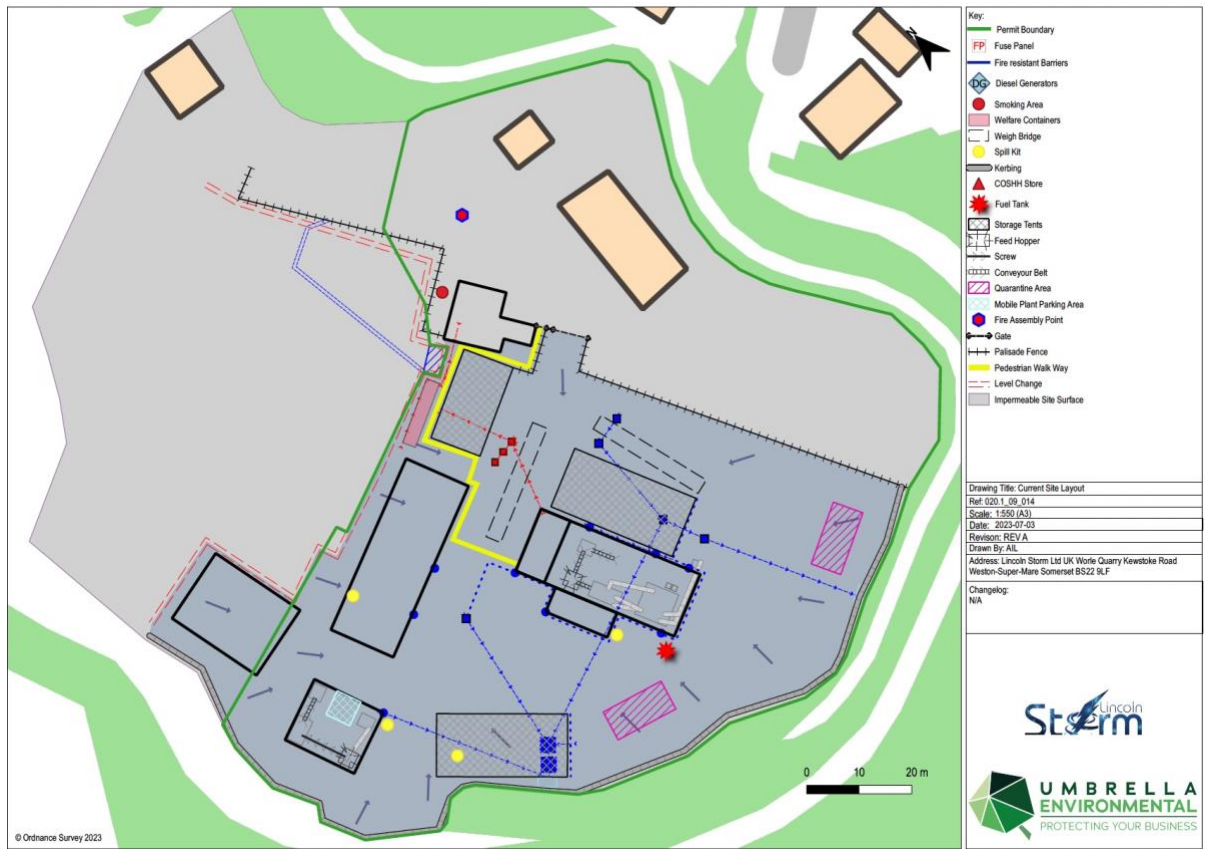 N
Key:
Permit Boundary
FP Fuse Panel
Fire resistant Barriers
DG Diesel Generators
Smoking Area
Welfare Containers
Weigh Bridge
Spill Kit
Kerbing
COSHH Store
Fuel Tank
Storage Tents
Feed Hopper
Screw
Conveyour Belt
Quarantine Area
Mobile Plant Parking Area
Fire Assembly Point
Gate
Palisade Fence
Pedestrian Walk Way
Level Change
Impermeable Site Surface
Drawing Title: Current Site Layout
Ref: 020.1_09_014
Scale: 1:550 (A3)
Date: 2023-07-03
Revison: REV A
Drawn By: AIL
Address: Lincoln Storm Ltd UK Worle Quarry Kewstoke Road
Weston-Super-Mare Somerset BS22 9LF
Changelog:
N/A
Lincoln
Storm
0 10 20 m
UMBRELLA
ENVIRONMENTAL
PROTECTING YOUR BUSINESS
© Ordnance Survey 2023